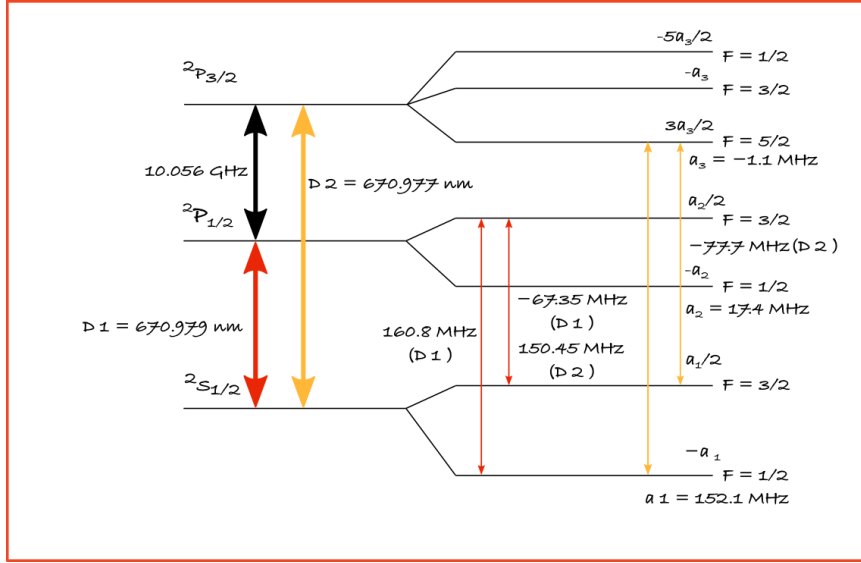 -5a₃/2
F = 1/2
²P₃/₂
-a₃
F = 3/2
3a₃/2
F = 5/2
a₃ = −1.1 MHz
10.056 GHz
D 2 = 670.977 nm
²P₁/₂
a₂/2
F = 3/2
−77.7 MHz (D 2 )
-a₂
F = 1/2
a₂ = 17.4 MHz
D 1 = 670.979 nm
−67.35 MHz
(D 1 )
160.8 MHz
(D 1 )
150.45 MHz
(D 2 )
a₁/2
F = 3/2
²S₁/₂
−a ₁
F = 1/2
a 1 = 152.1 MHz